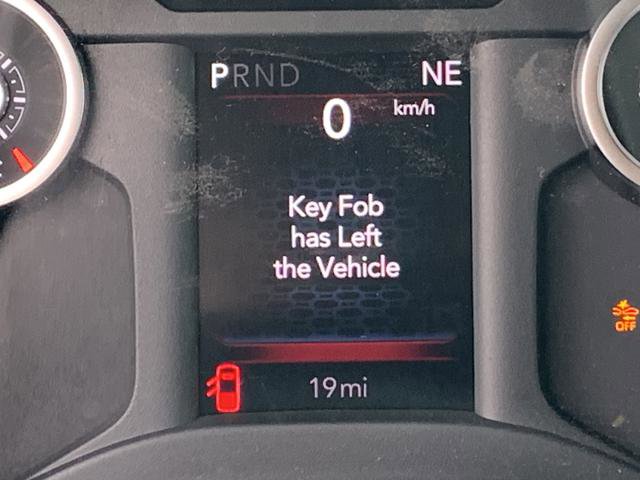 PRND NE
0 km/h
Key Fob
has Left
the Vehicle
19mi
OFF